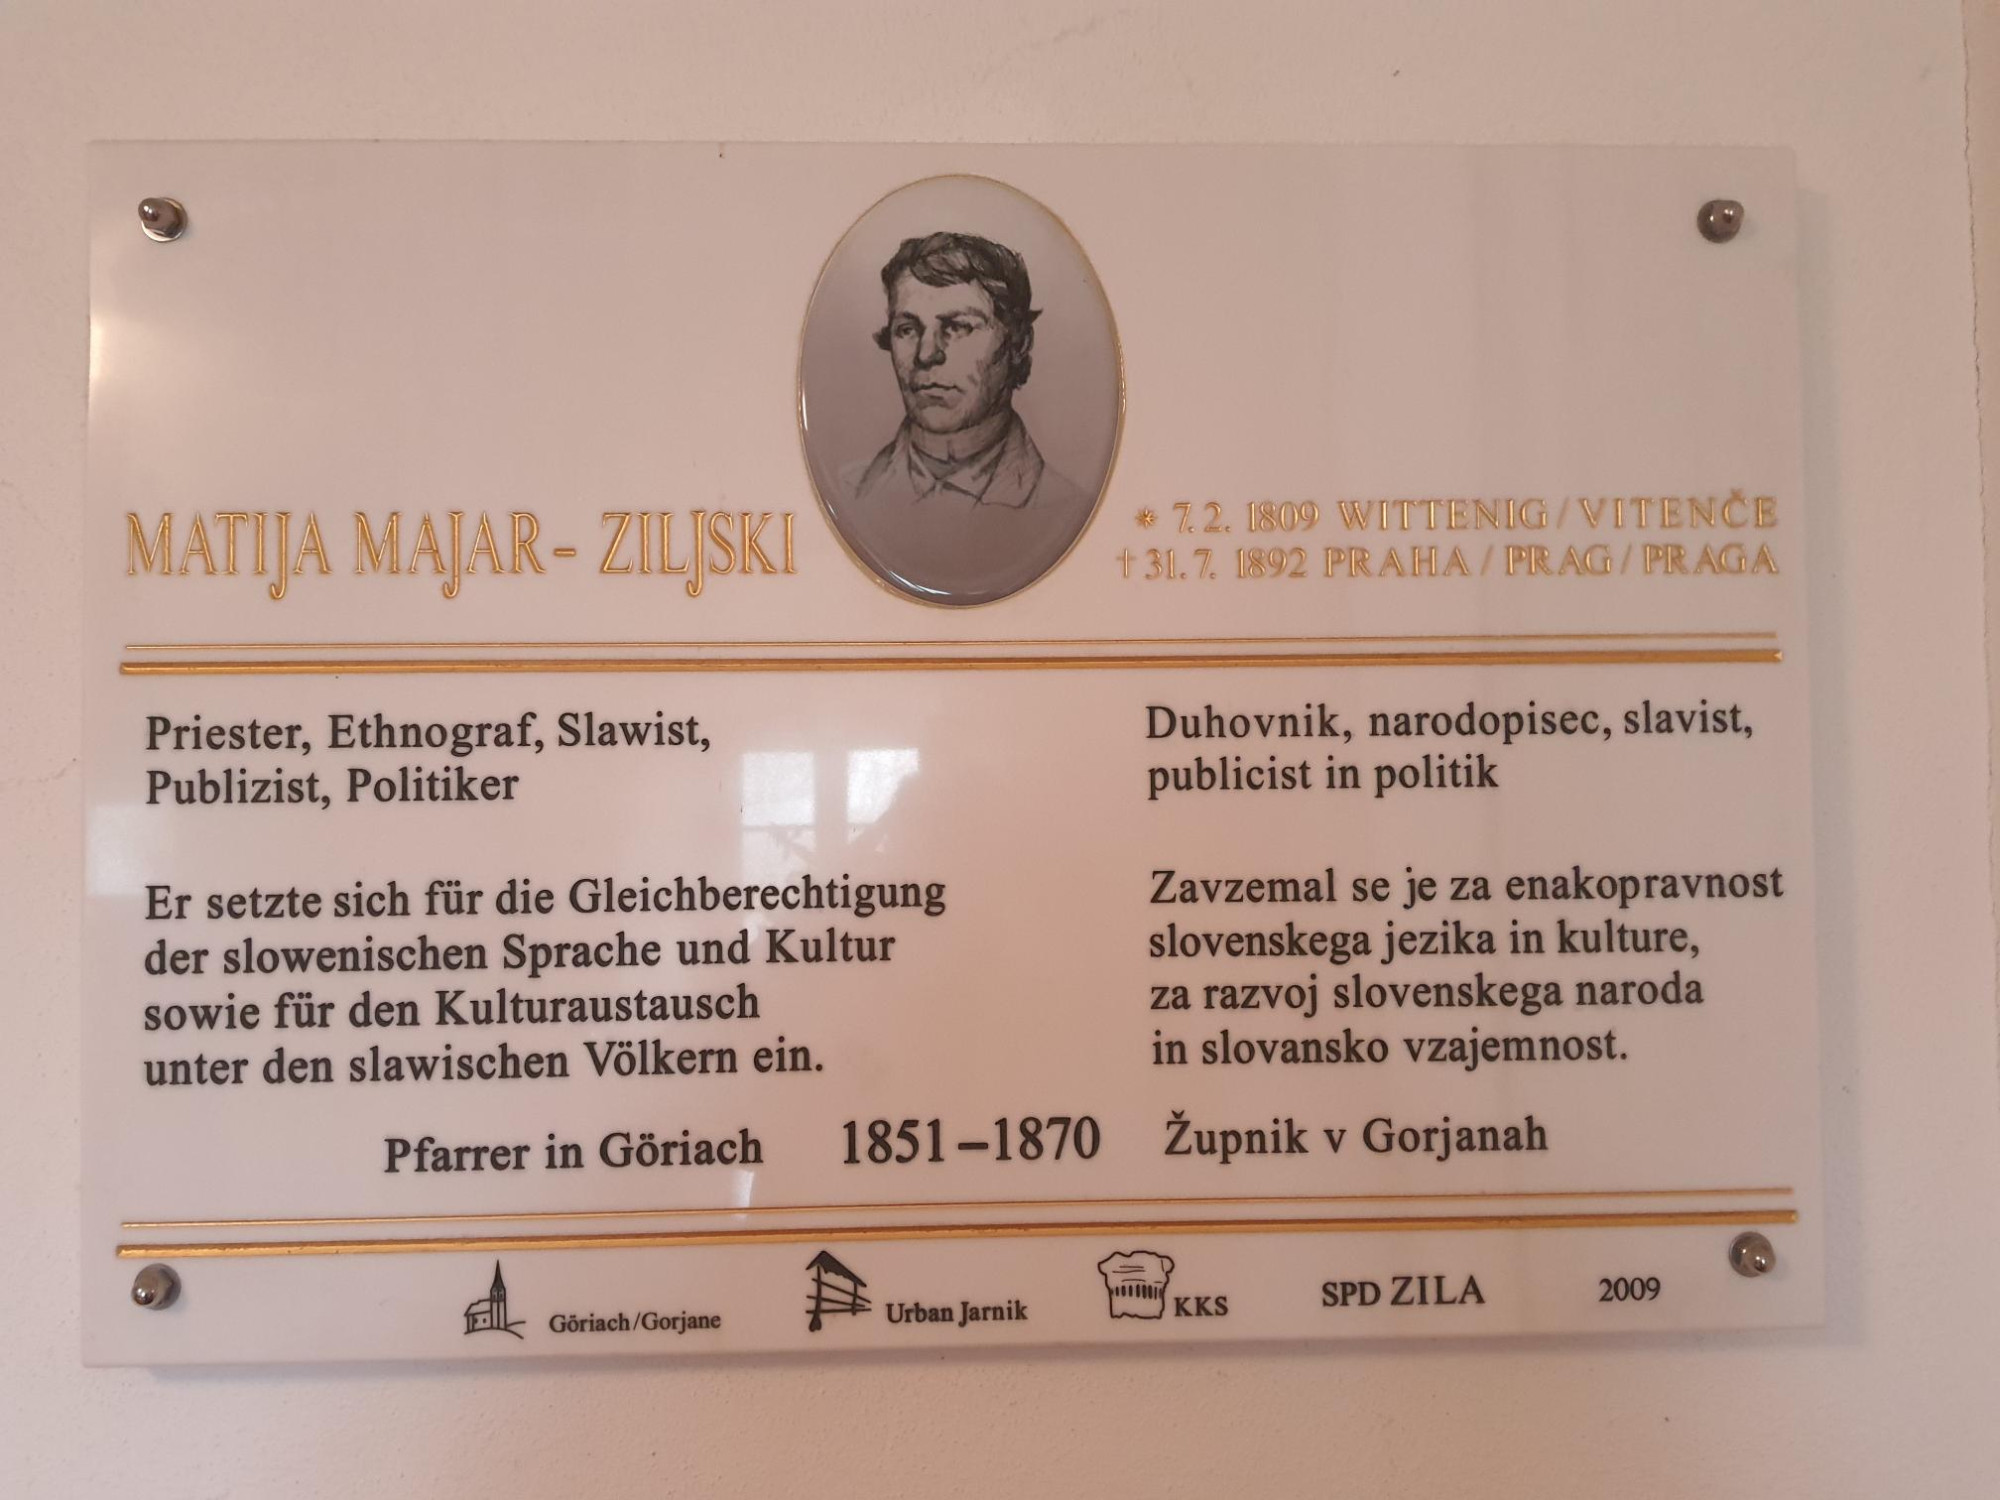 MATIJA MAJAR- ZILJSKI
* 7. 2. 1809 WITTENIG / VITENČE
† 31. 7. 1892 PRAHA / PRAG / PRAGA
Priester, Ethnograf, Slawist,
Publizist, Politiker
Er setzte sich für die Gleichberechtigung
der slowenischen Sprache und Kultur
sowie für den Kulturaustausch
unter den slawischen Völkern ein.
Duhovnik, narodopisec, slavist,
publicist in politik
Zavzemal se je za enakopravnost
slovenskega jezika in kulture,
za razvoj slovenskega naroda
in slovansko vzajemnost.
Pfarrer in Göriach 1851–1870 Župnik v Gorjanah
Göriach/Gorjane Urban Jarnik KKS SPD ZILA 2009